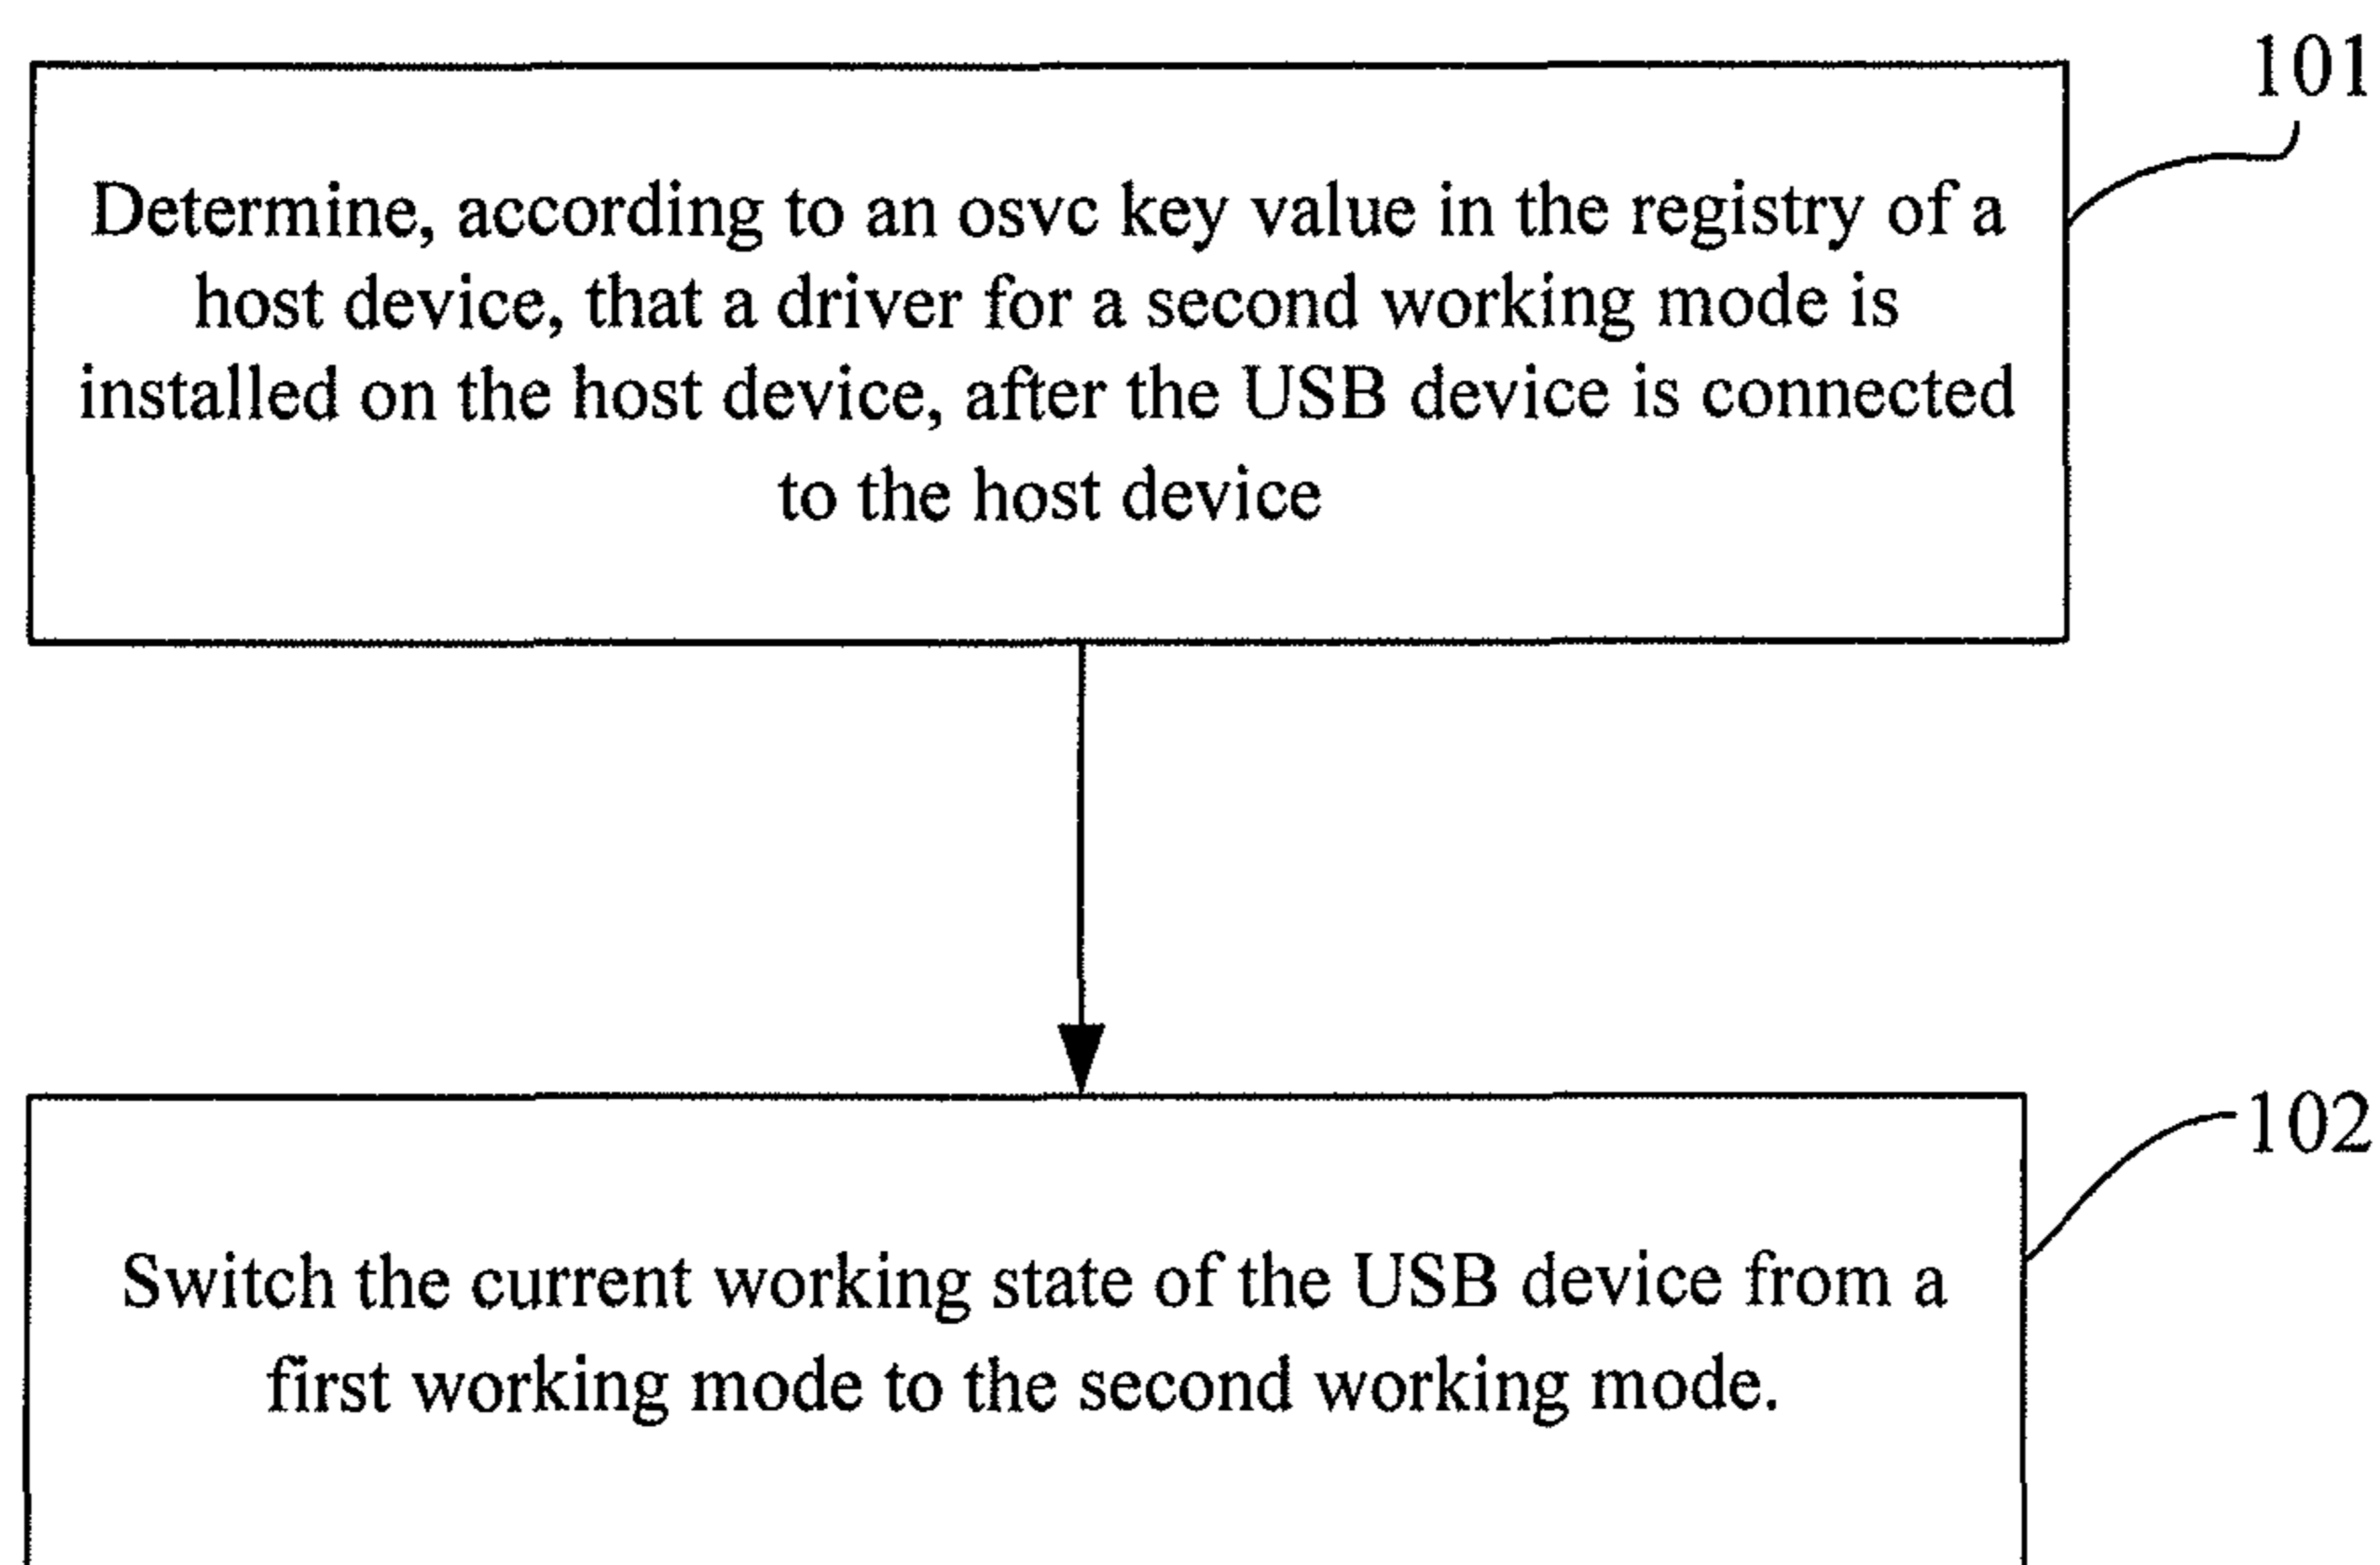 101
Determine, according to an osvc key value in the registry of a
host device, that a driver for a second working mode is
installed on the host device, after the USB device is connected
to the host device
102
Switch the current working state of the USB device from a
first working mode to the second working mode.